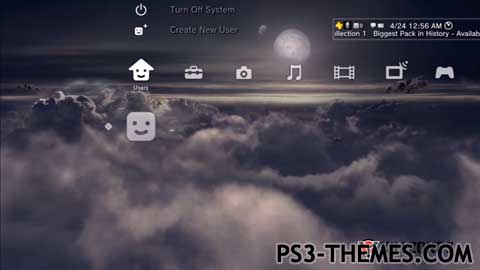 Turn Off System
4/24 12:56 AM
Create New User
ollection 1 Biggest Pack in History - Availab
Users
PS3-THEMES.COM